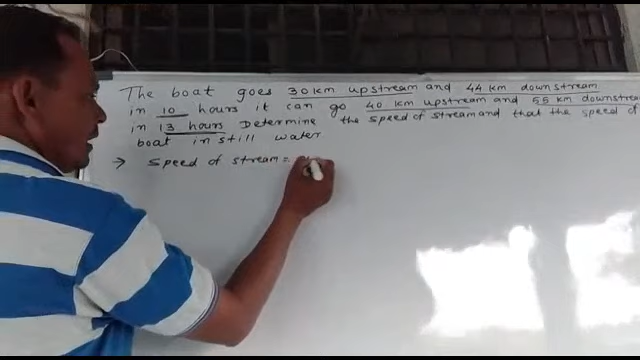 The boat goes 30 km upstream and 44 km downstream
in 10 hours it can go 40 km upstream and 55 km downstream
in 13 hours Determine the speed of stream and that the speed of
boat in still water
→ speed of stream =